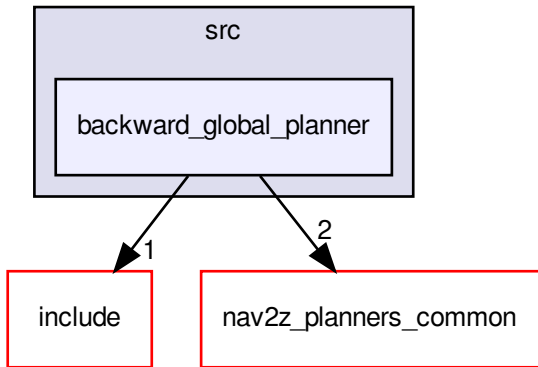 src
backward_global_planner
1
2
include
nav2z_planners_common